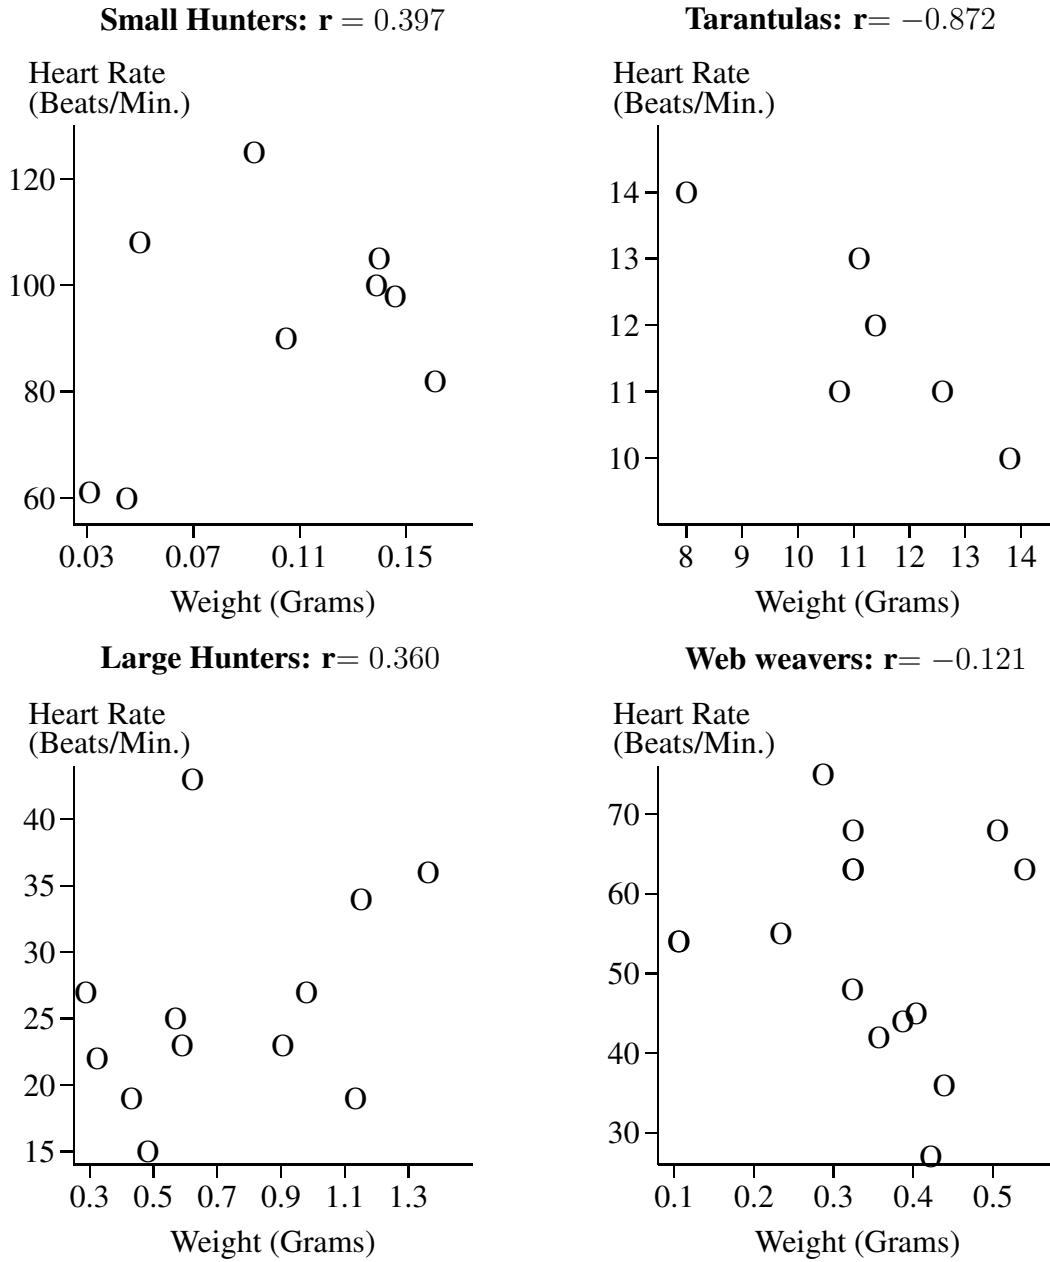 Small Hunters: r = 0.397
Heart Rate
(Beats/Min.)
120
100
80
60
0.03 0.07 0.11 0.15
Weight (Grams)
Tarantulas: r= −0.872
Heart Rate
(Beats/Min.)
14
13
12
11
10
8 9 10 11 12 13 14
Weight (Grams)
Large Hunters: r= 0.360
Heart Rate
(Beats/Min.)
40
35
30
25
20
15
0.3 0.5 0.7 0.9 1.1 1.3
Weight (Grams)
Web weavers: r= −0.121
Heart Rate
(Beats/Min.)
70
60
50
40
30
0.1 0.2 0.3 0.4 0.5
Weight (Grams)